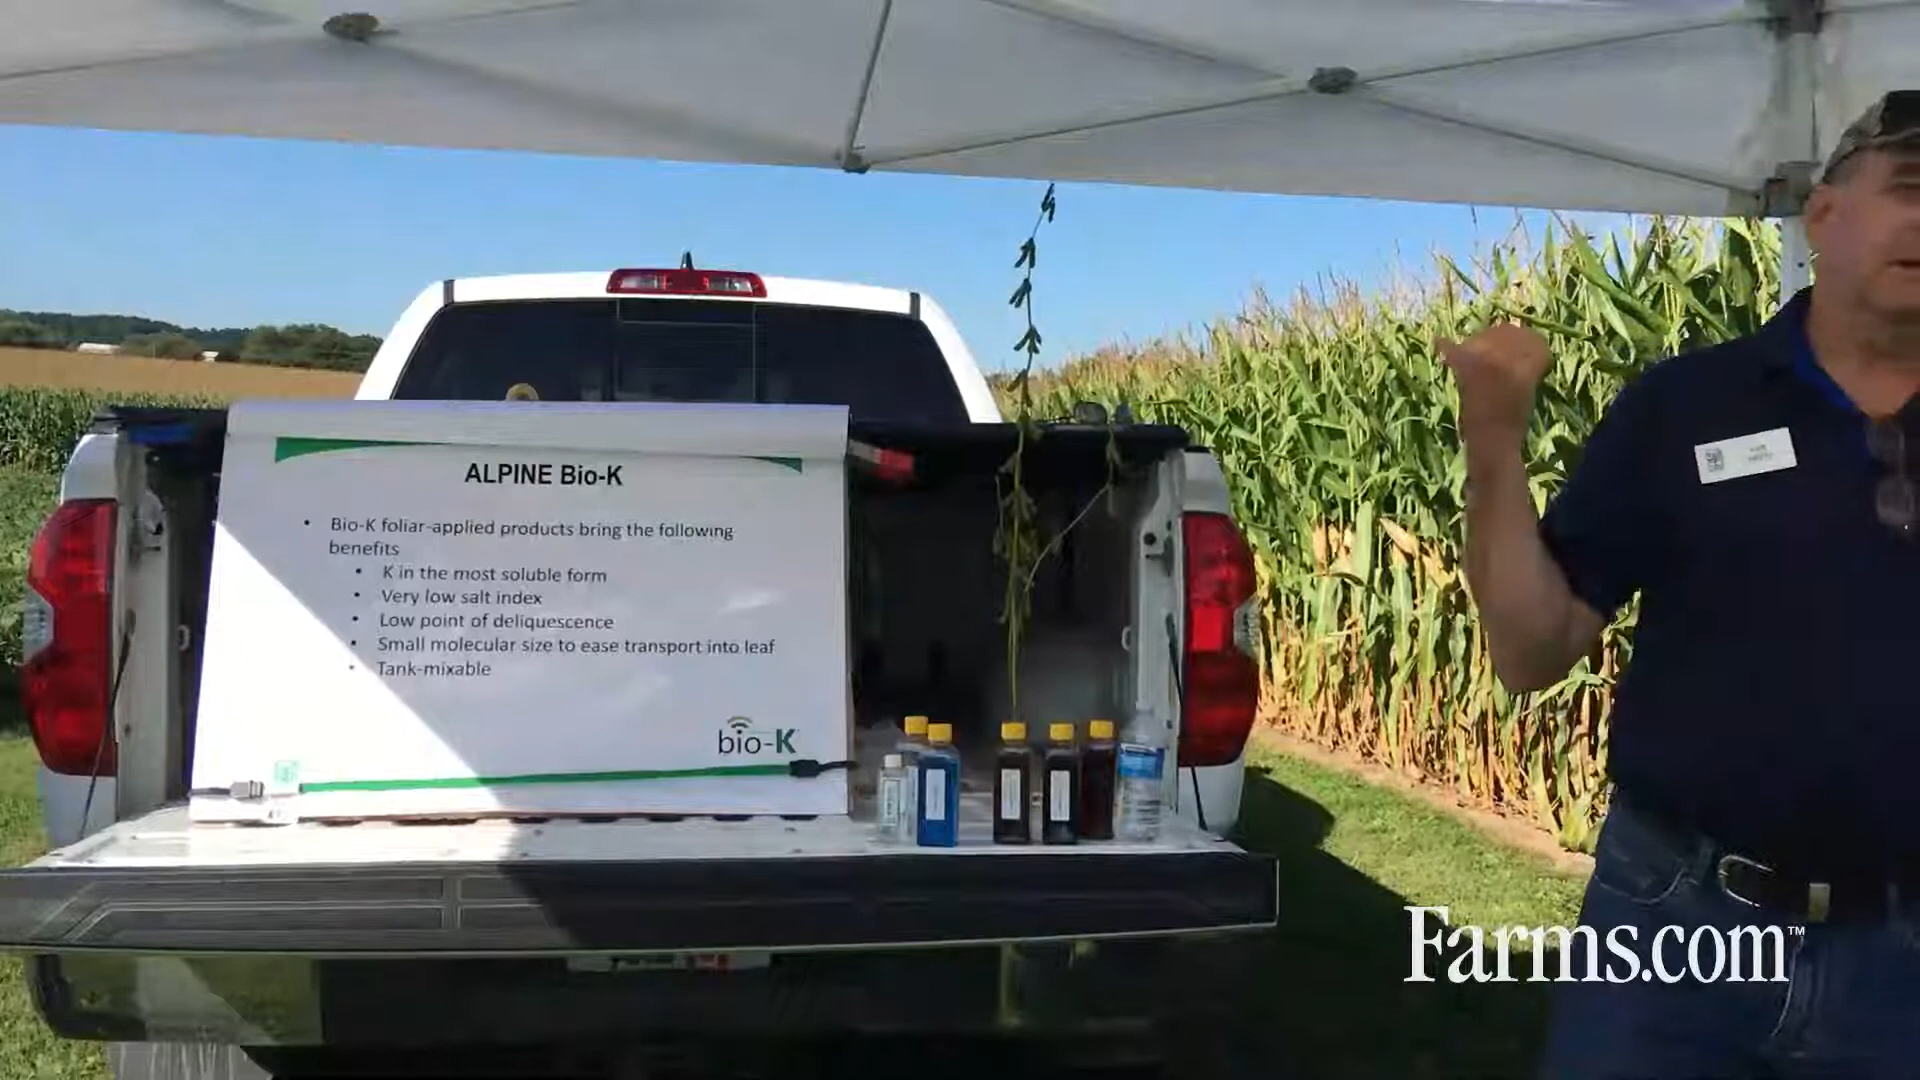 ALPINE Bio-K
• Bio-K foliar-applied products bring the following
benefits
• K in the most soluble form
• Very low salt index
• Low point of deliquescence
• Small molecular size to ease transport into leaf
• Tank-mixable
bio-K
Farms.com™